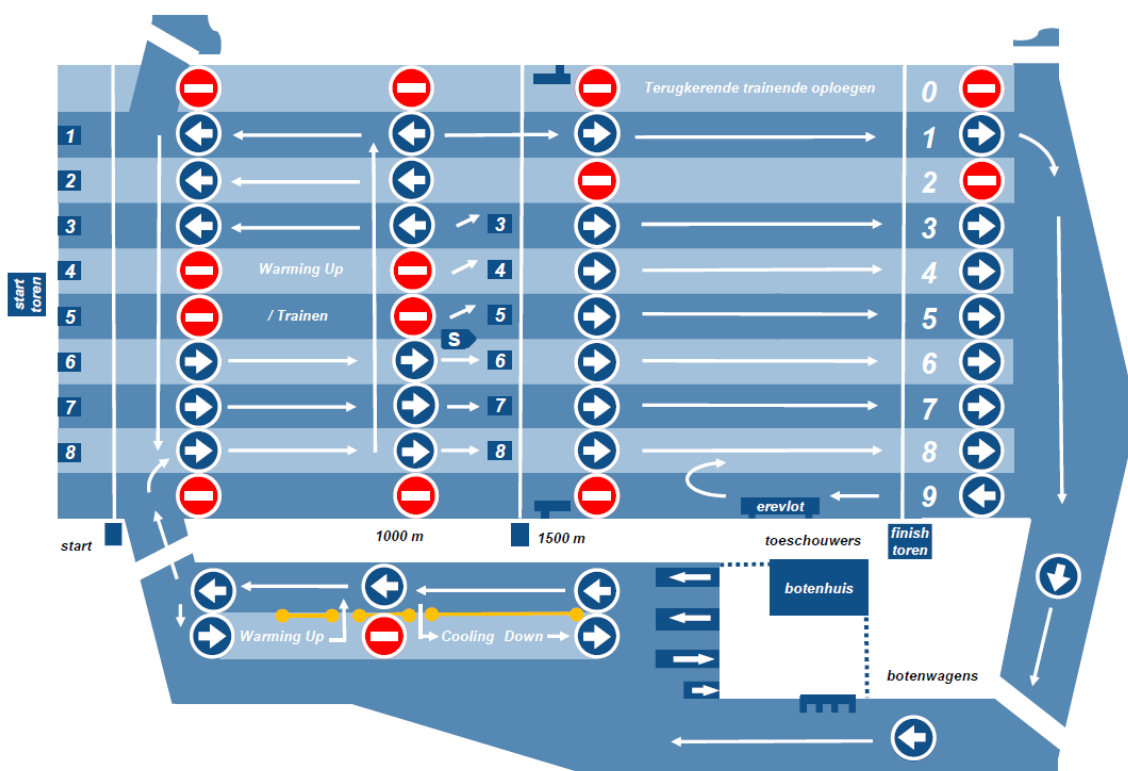 Terugkerende trainende oploegen
0
1
1
2
2
3
3
3
start
toren
4
Warming Up
4
4
5
/ Trainen
5
5
S
6
6
6
7
7
7
8
8
8
erevlot
9
start
1000 m
1500 m
toeschouwers
finish
toren
botenhuis
Warming Up
Cooling Down
botenwagens